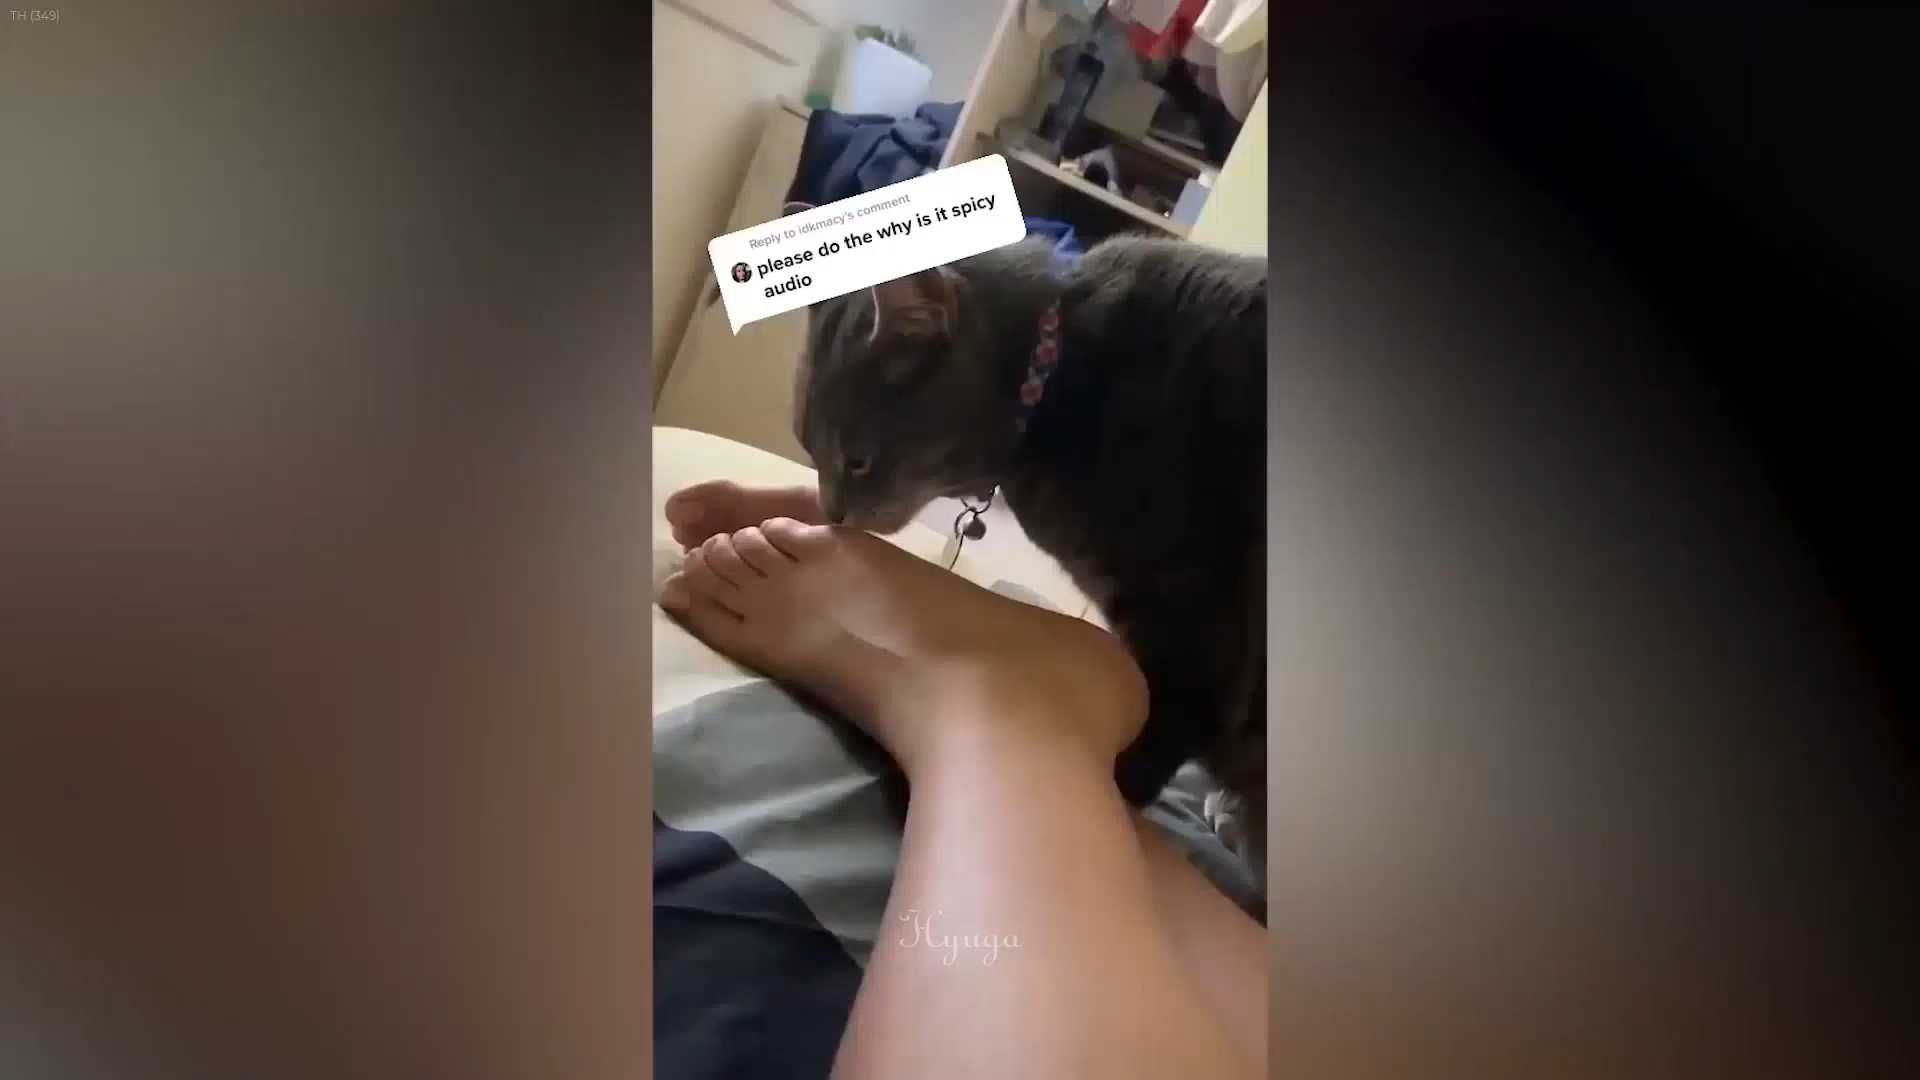 TH (349)
Reply to idkmacy's comment
please do the why is it spicy
audio
Hyuga